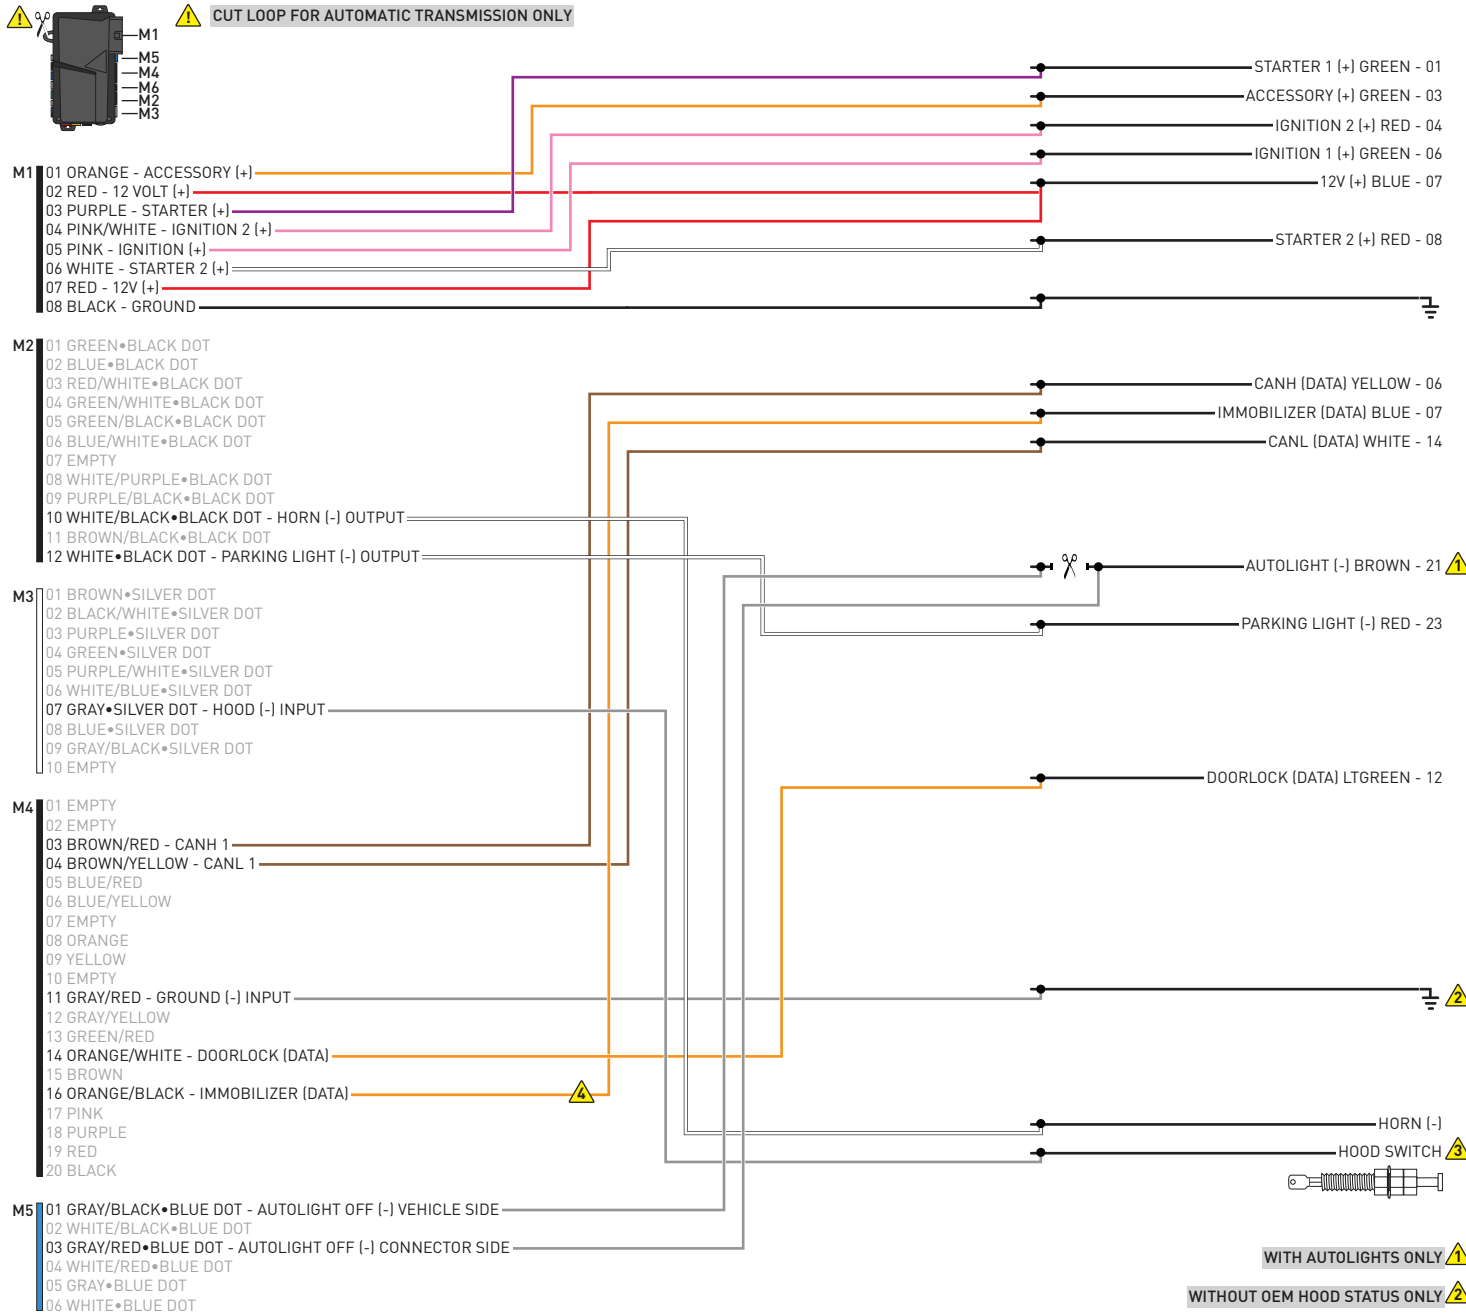 CUT LOOP FOR AUTOMATIC TRANSMISSION ONLY
M1
M5
M4
M6
M2
M3
STARTER 1 (+) GREEN - 01
ACCESSORY (+) GREEN - 03
IGNITION 2 (+) RED - 04
IGNITION 1 (+) GREEN - 06
12V (+) BLUE - 07
STARTER 2 (+) RED - 08
M1
01 ORANGE - ACCESSORY (+)
02 RED - 12 VOLT (+)
03 PURPLE - STARTER (+)
04 PINK/WHITE - IGNITION 2 (+)
05 PINK - IGNITION (+)
06 WHITE - STARTER 2 (+)
07 RED - 12V (+)
08 BLACK - GROUND
M2
01 GREEN•BLACK DOT
02 BLUE•BLACK DOT
03 RED/WHITE•BLACK DOT
04 GREEN/WHITE•BLACK DOT
05 GREEN/BLACK•BLACK DOT
06 BLUE/WHITE•BLACK DOT
07 EMPTY
08 WHITE/PURPLE•BLACK DOT
09 PURPLE/BLACK•BLACK DOT
10 WHITE/BLACK•BLACK DOT - HORN (-) OUTPUT
11 BROWN/BLACK•BLACK DOT
12 WHITE•BLACK DOT - PARKING LIGHT (-) OUTPUT
CANH (DATA) YELLOW - 06
IMMOBILIZER (DATA) BLUE - 07
CANL (DATA) WHITE - 14
AUTOLIGHT (-) BROWN - 21 1
PARKING LIGHT (-) RED - 23
M3
01 BROWN•SILVER DOT
02 BLACK/WHITE•SILVER DOT
03 PURPLE•SILVER DOT
04 GREEN•SILVER DOT
05 PURPLE/WHITE•SILVER DOT
06 WHITE/BLUE•SILVER DOT
07 GRAY•SILVER DOT - HOOD (-) INPUT
08 BLUE•SILVER DOT
09 GRAY/BLACK•SILVER DOT
10 EMPTY
DOORLOCK (DATA) LTGREEN - 12
M4
01 EMPTY
02 EMPTY
03 BROWN/RED - CANH 1
04 BROWN/YELLOW - CANL 1
05 BLUE/RED
06 BLUE/YELLOW
07 EMPTY
08 ORANGE
09 YELLOW
10 EMPTY
11 GRAY/RED - GROUND (-) INPUT
2
12 GRAY/YELLOW
13 GREEN/RED
14 ORANGE/WHITE - DOORLOCK (DATA)
15 BROWN
16 ORANGE/BLACK - IMMOBILIZER (DATA)
4
17 PINK
18 PURPLE
19 RED
20 BLACK
HORN (-)
HOOD SWITCH 3
M5
01 GRAY/BLACK•BLUE DOT - AUTOLIGHT OFF (-) VEHICLE SIDE
02 WHITE/BLACK•BLUE DOT
03 GRAY/RED•BLUE DOT - AUTOLIGHT OFF (-) CONNECTOR SIDE
04 WHITE/RED•BLUE DOT
05 GRAY•BLUE DOT
06 WHITE•BLUE DOT
WITH AUTOLIGHTS ONLY 1
WITHOUT OEM HOOD STATUS ONLY 2